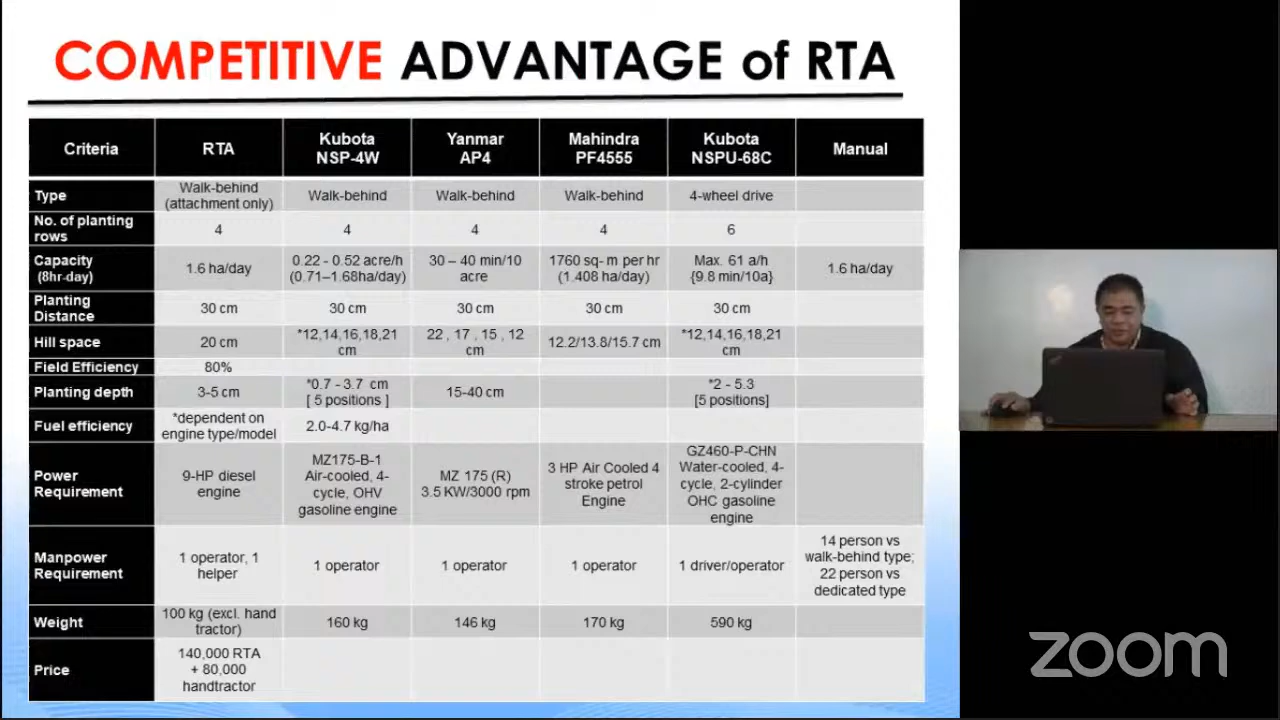 COMPETITIVE ADVANTAGE of RTA
Criteria
RTA
Kubota
NSP-4W
Yanmar
AP4
Mahindra
PF4555
Kubota
NSPU-68C
Manual
Type
Walk-behind
(attachment only)
Walk-behind
Walk-behind
Walk-behind
4-wheel drive
No. of planting
rows
4
4
4
4
6
Capacity
(8hr-day)
1.6 ha/day
0.22 - 0.52 acre/h
(0.71–1.68ha/day)
30 – 40 min/10
acre
1760 sq- m per hr
(1.408 ha/day)
Max. 61 a/h
{9.8 min/10a}
1.6 ha/day
Planting
Distance
30 cm
30 cm
30 cm
30 cm
30 cm
Hill space
20 cm
*12,14,16,18,21
cm
22 , 17 , 15 , 12
cm
12.2/13.8/15.7 cm
*12,14,16,18,21
cm
Field Efficiency
80%
Planting depth
3-5 cm
*0.7 - 3.7 cm
[ 5 positions ]
15-40 cm
*2 - 5.3
[5 positions]
Fuel efficiency
*dependent on
engine type/model
2.0-4.7 kg/ha
Power
Requirement
9-HP diesel
engine
MZ175-B-1
Air-cooled, 4-
cycle, OHV
gasoline engine
MZ 175 (R)
3.5 KW/3000 rpm
3 HP Air Cooled 4
stroke petrol
Engine
GZ460-P-CHN
Water-cooled, 4-
cycle, 2-cylinder
OHC gasoline
engine
Manpower
Requirement
1 operator, 1
helper
1 operator
1 operator
1 operator
1 driver/operator
14 person vs
walk-behind type;
22 person vs
dedicated type
Weight
100 kg (excl. hand
tractor)
160 kg
146 kg
170 kg
590 kg
Price
140,000 RTA
+ 80,000
handtractor
zoom